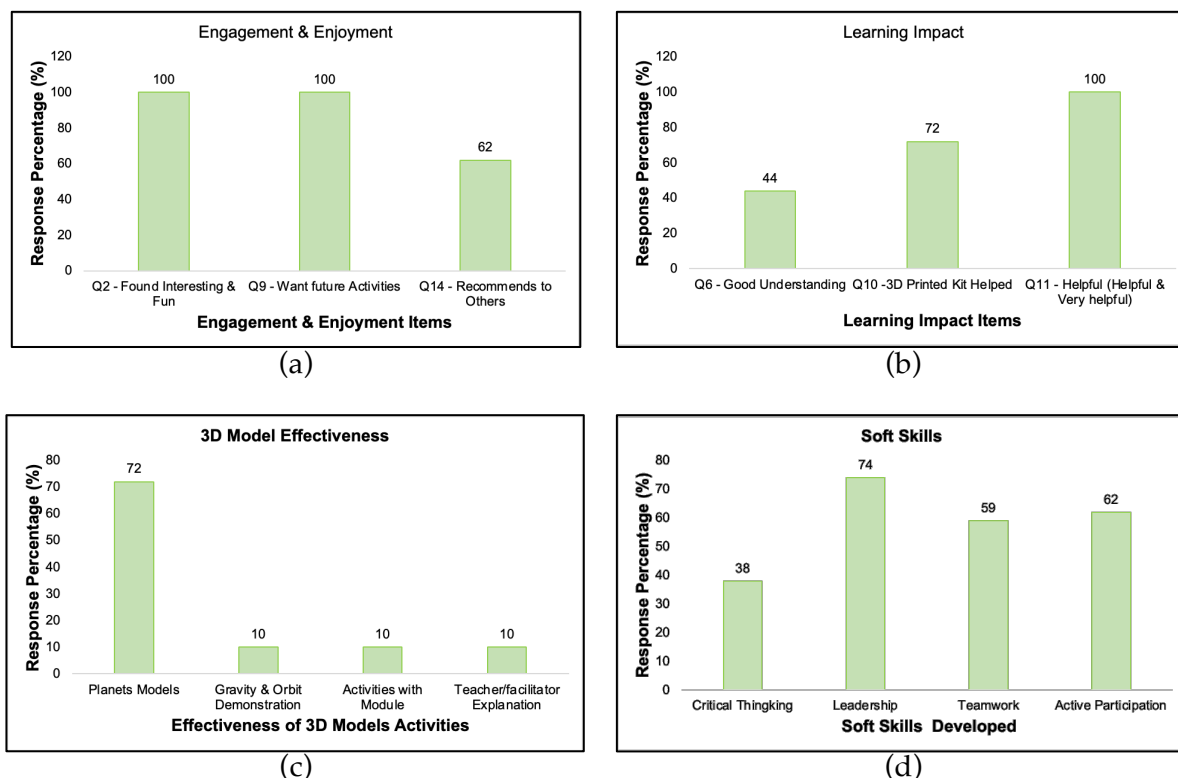 Engagement & Enjoyment
Response Percentage (%)
120
100
80
60
40
20
0
100
100
62
Q2 - Found Interesting &
Fun
Q9 - Want future Activities
Q14 - Recommends to
Others
Engagement & Enjoyment Items
(a)
Learning Impact
Response Percentage (%)
120
100
80
60
40
20
0
44
72
100
Q6 - Good Understanding
Q10 -3D Printed Kit Helped
Q11 - Helpful (Helpful &
Very helpful)
Learning Impact Items
(b)
3D Model Effectiveness
Response Percentage (%)
80
70
60
50
40
30
20
10
0
72
10
10
10
Planets Models
Gravity & Orbit
Demonstration
Activities with
Module
Teacher/facilitator
Explanation
Effectiveness of 3D Models Activities
(c)
Soft Skills
Response Percentage (%)
80
70
60
50
40
30
20
10
0
38
74
59
62
Critical Thingking
Leadership
Teamwork
Active Participation
Soft Skills Developed
(d)